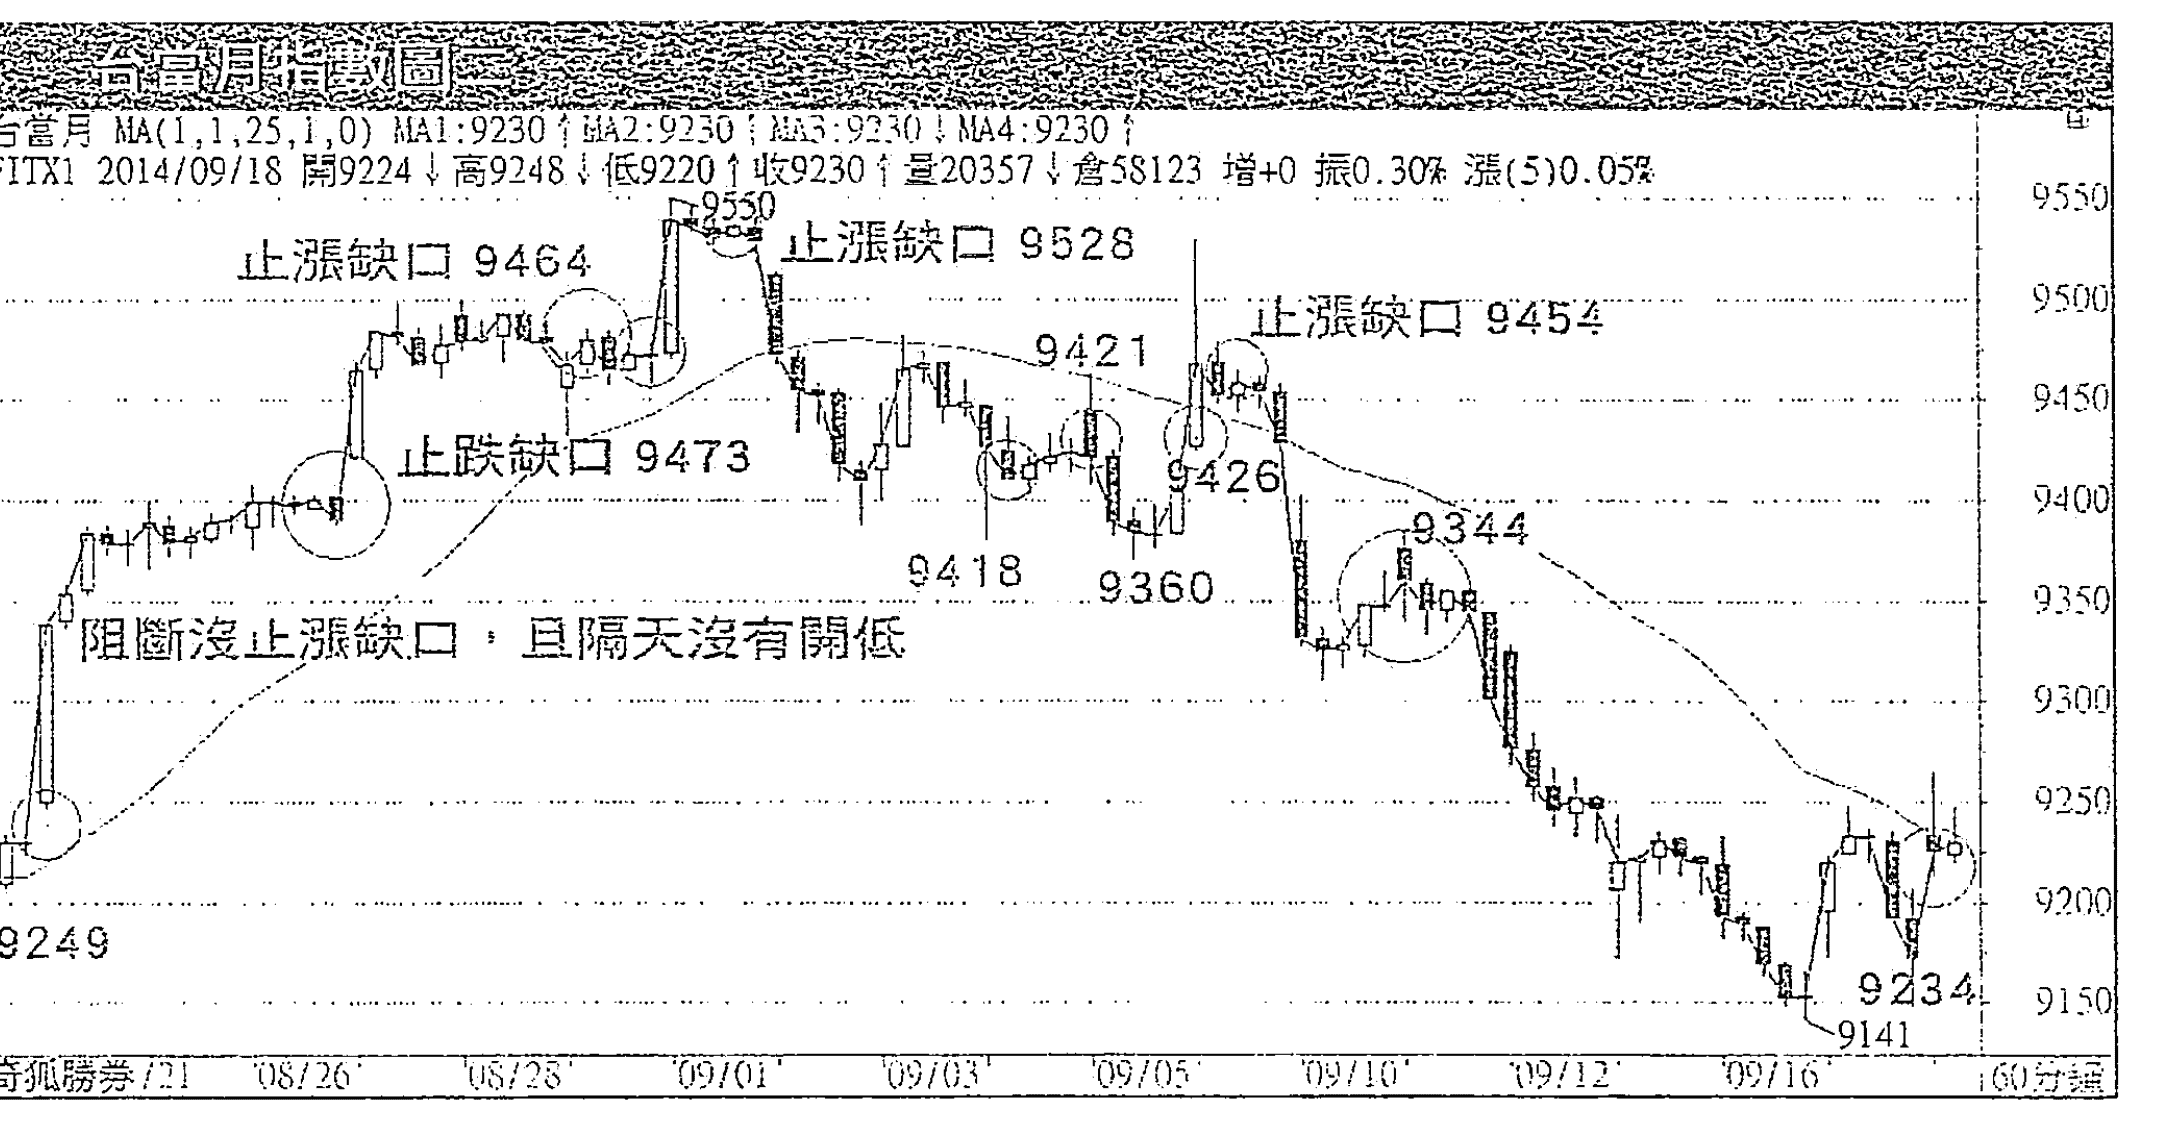 台當月指數圖二
台當月 MA(1,1,25,1,0) MA1:9230↑MA2:9230↑MA3:9230↓MA4:9230↑
FITX1 2014/09/18 開9224↓高9248↓低9220↑收9230↑量20357↓倉58123 增+0 振0.30% 漲(5)0.05%
9550
9550
止漲缺口 9528
止漲缺口 9464
9500
止漲缺口 9454
9421
9450
止跌缺口 9473
9426
9400
9344
9418
9360
9350
阻斷沒止漲缺口，且隔天沒有開低
9300
9250
9200
9249
9234
9150
9141
奇狐勝券/21 08/26 08/28 09/01 09/03 09/05 09/10 09/12 09/16 60分鐘